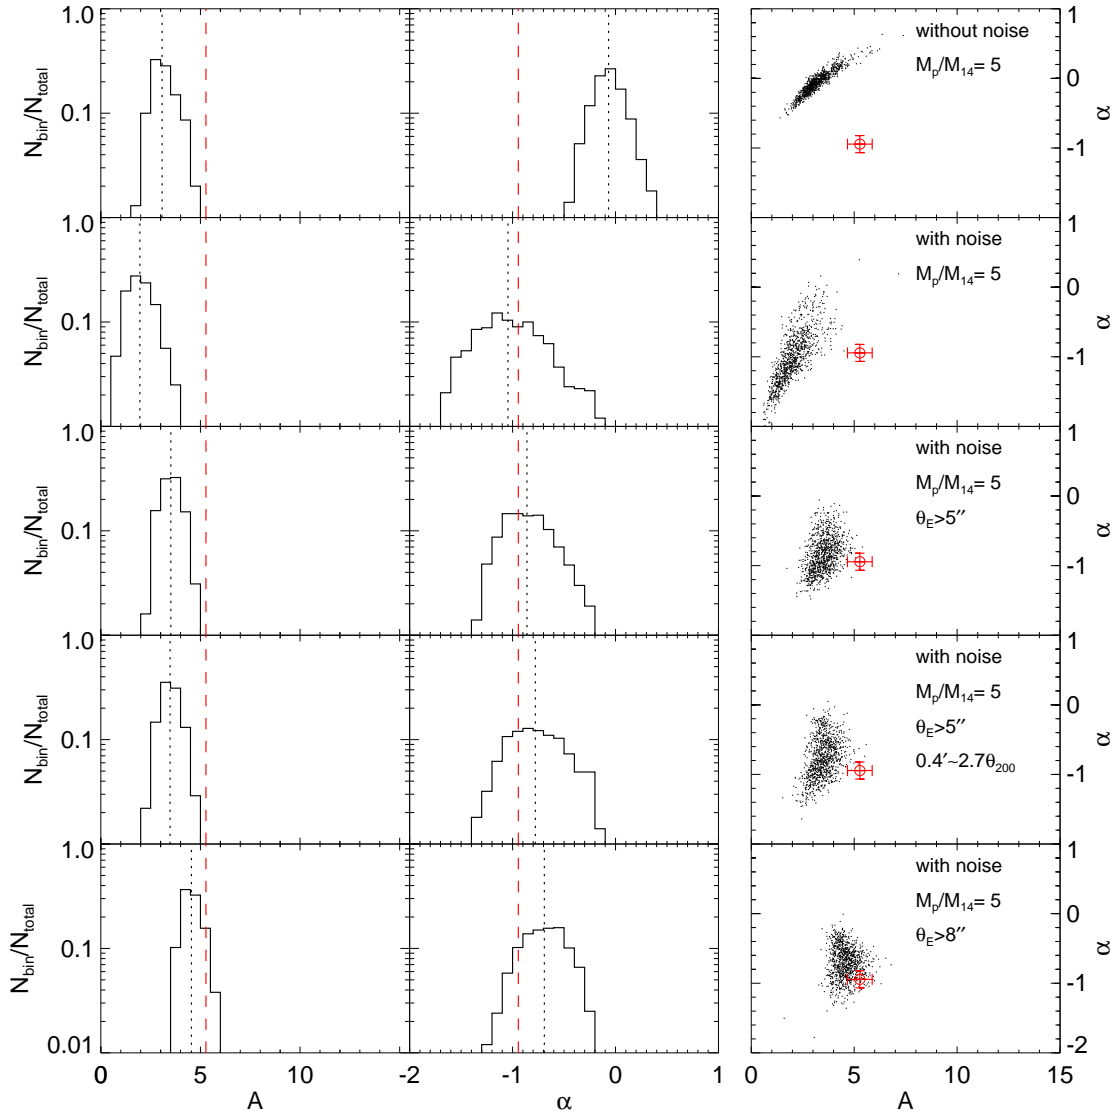 1.0
0.1
N_bin/N_total
without noise
M_p/M_14= 5
1
0
-1
α
1.0
0.1
N_bin/N_total
with noise
M_p/M_14= 5
1
0
-1
α
1.0
0.1
N_bin/N_total
with noise
M_p/M_14= 5
θ_E>5′′
1
0
-1
α
1.0
0.1
N_bin/N_total
with noise
M_p/M_14= 5
θ_E>5′′
0.4′~2.7θ_200
1
0
-1
α
1.0
0.1
0.01
N_bin/N_total
with noise
M_p/M_14= 5
θ_E>8′′
1
0
-1
-2
α
0 5 10 -2 -1 0 1 0 5 10 15
A α A